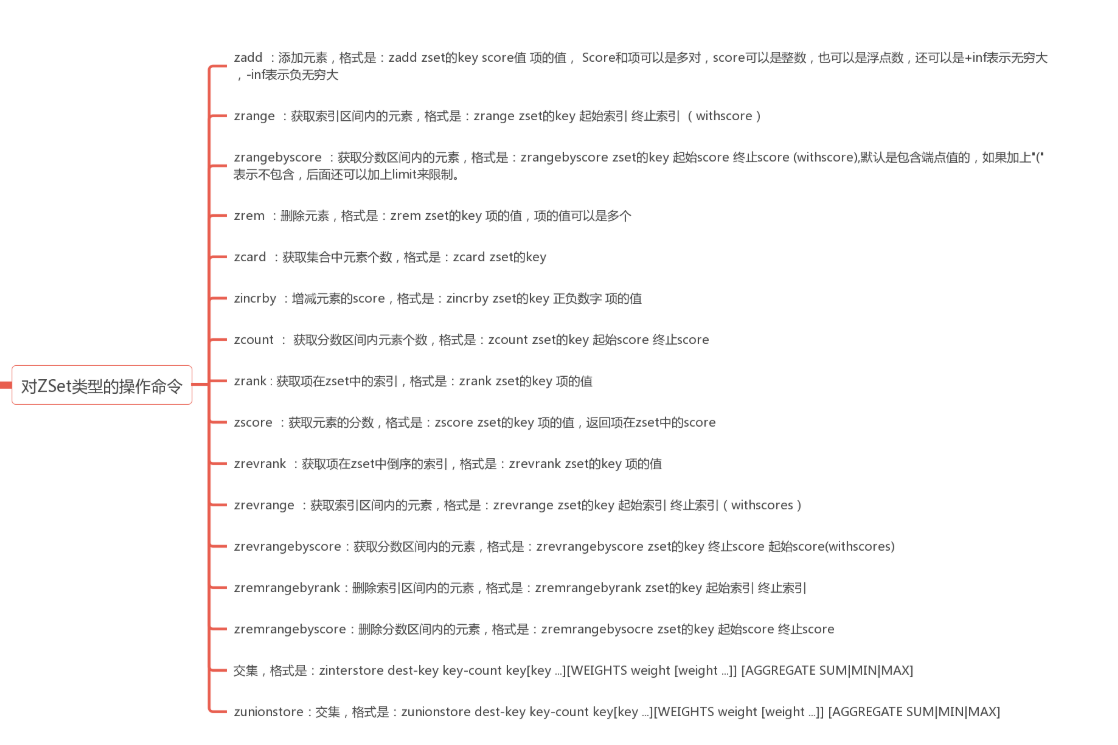 zadd ：添加元素，格式是：zadd zset的key score值 项的值， Score和项可以是多对，score可以是整数，也可以是浮点数，还可以是+inf表示无穷大
，-inf表示负无穷大
zrange ：获取索引区间内的元素，格式是：zrange zset的key 起始索引 终止索引 （withscore）
zrangebyscore ：获取分数区间内的元素，格式是：zrangebyscore zset的key 起始score 终止score (withscore),默认是包含端点值的，如果加上"("
表示不包含，后面还可以加上limit来限制。
zrem ：删除元素，格式是：zrem zset的key 项的值，项的值可以是多个
zcard ：获取集合中元素个数，格式是：zcard zset的key
zincrby ：增减元素的score，格式是：zincrby zset的key 正负数字 项的值
zcount ： 获取分数区间内元素个数，格式是：zcount zset的key 起始score 终止score
对ZSet类型的操作命令
zrank : 获取项在zset中的索引，格式是：zrank zset的key 项的值
zscore ：获取元素的分数，格式是：zscore zset的key 项的值，返回项在zset中的score
zrevrank ：获取项在zset中倒序的索引，格式是：zrevrank zset的key 项的值
zrevrange ：获取索引区间内的元素，格式是：zrevrange zset的key 起始索引 终止索引（withscores）
zrevrangebyscore：获取分数区间内的元素，格式是：zrevrangebyscore zset的key 终止score 起始score(withscores)
zremrangebyrank：删除索引区间内的元素，格式是：zremrangebyrank zset的key 起始索引 终止索引
zremrangebyscore：删除分数区间内的元素，格式是：zremrangebysocre zset的key 起始score 终止score
交集，格式是：zinterstore dest-key key-count key[key ...][WEIGHTS weight [weight ...]] [AGGREGATE SUM|MIN|MAX]
zunionstore：交集，格式是：zunionstore dest-key key-count key[key ...][WEIGHTS weight [weight ...]] [AGGREGATE SUM|MIN|MAX]